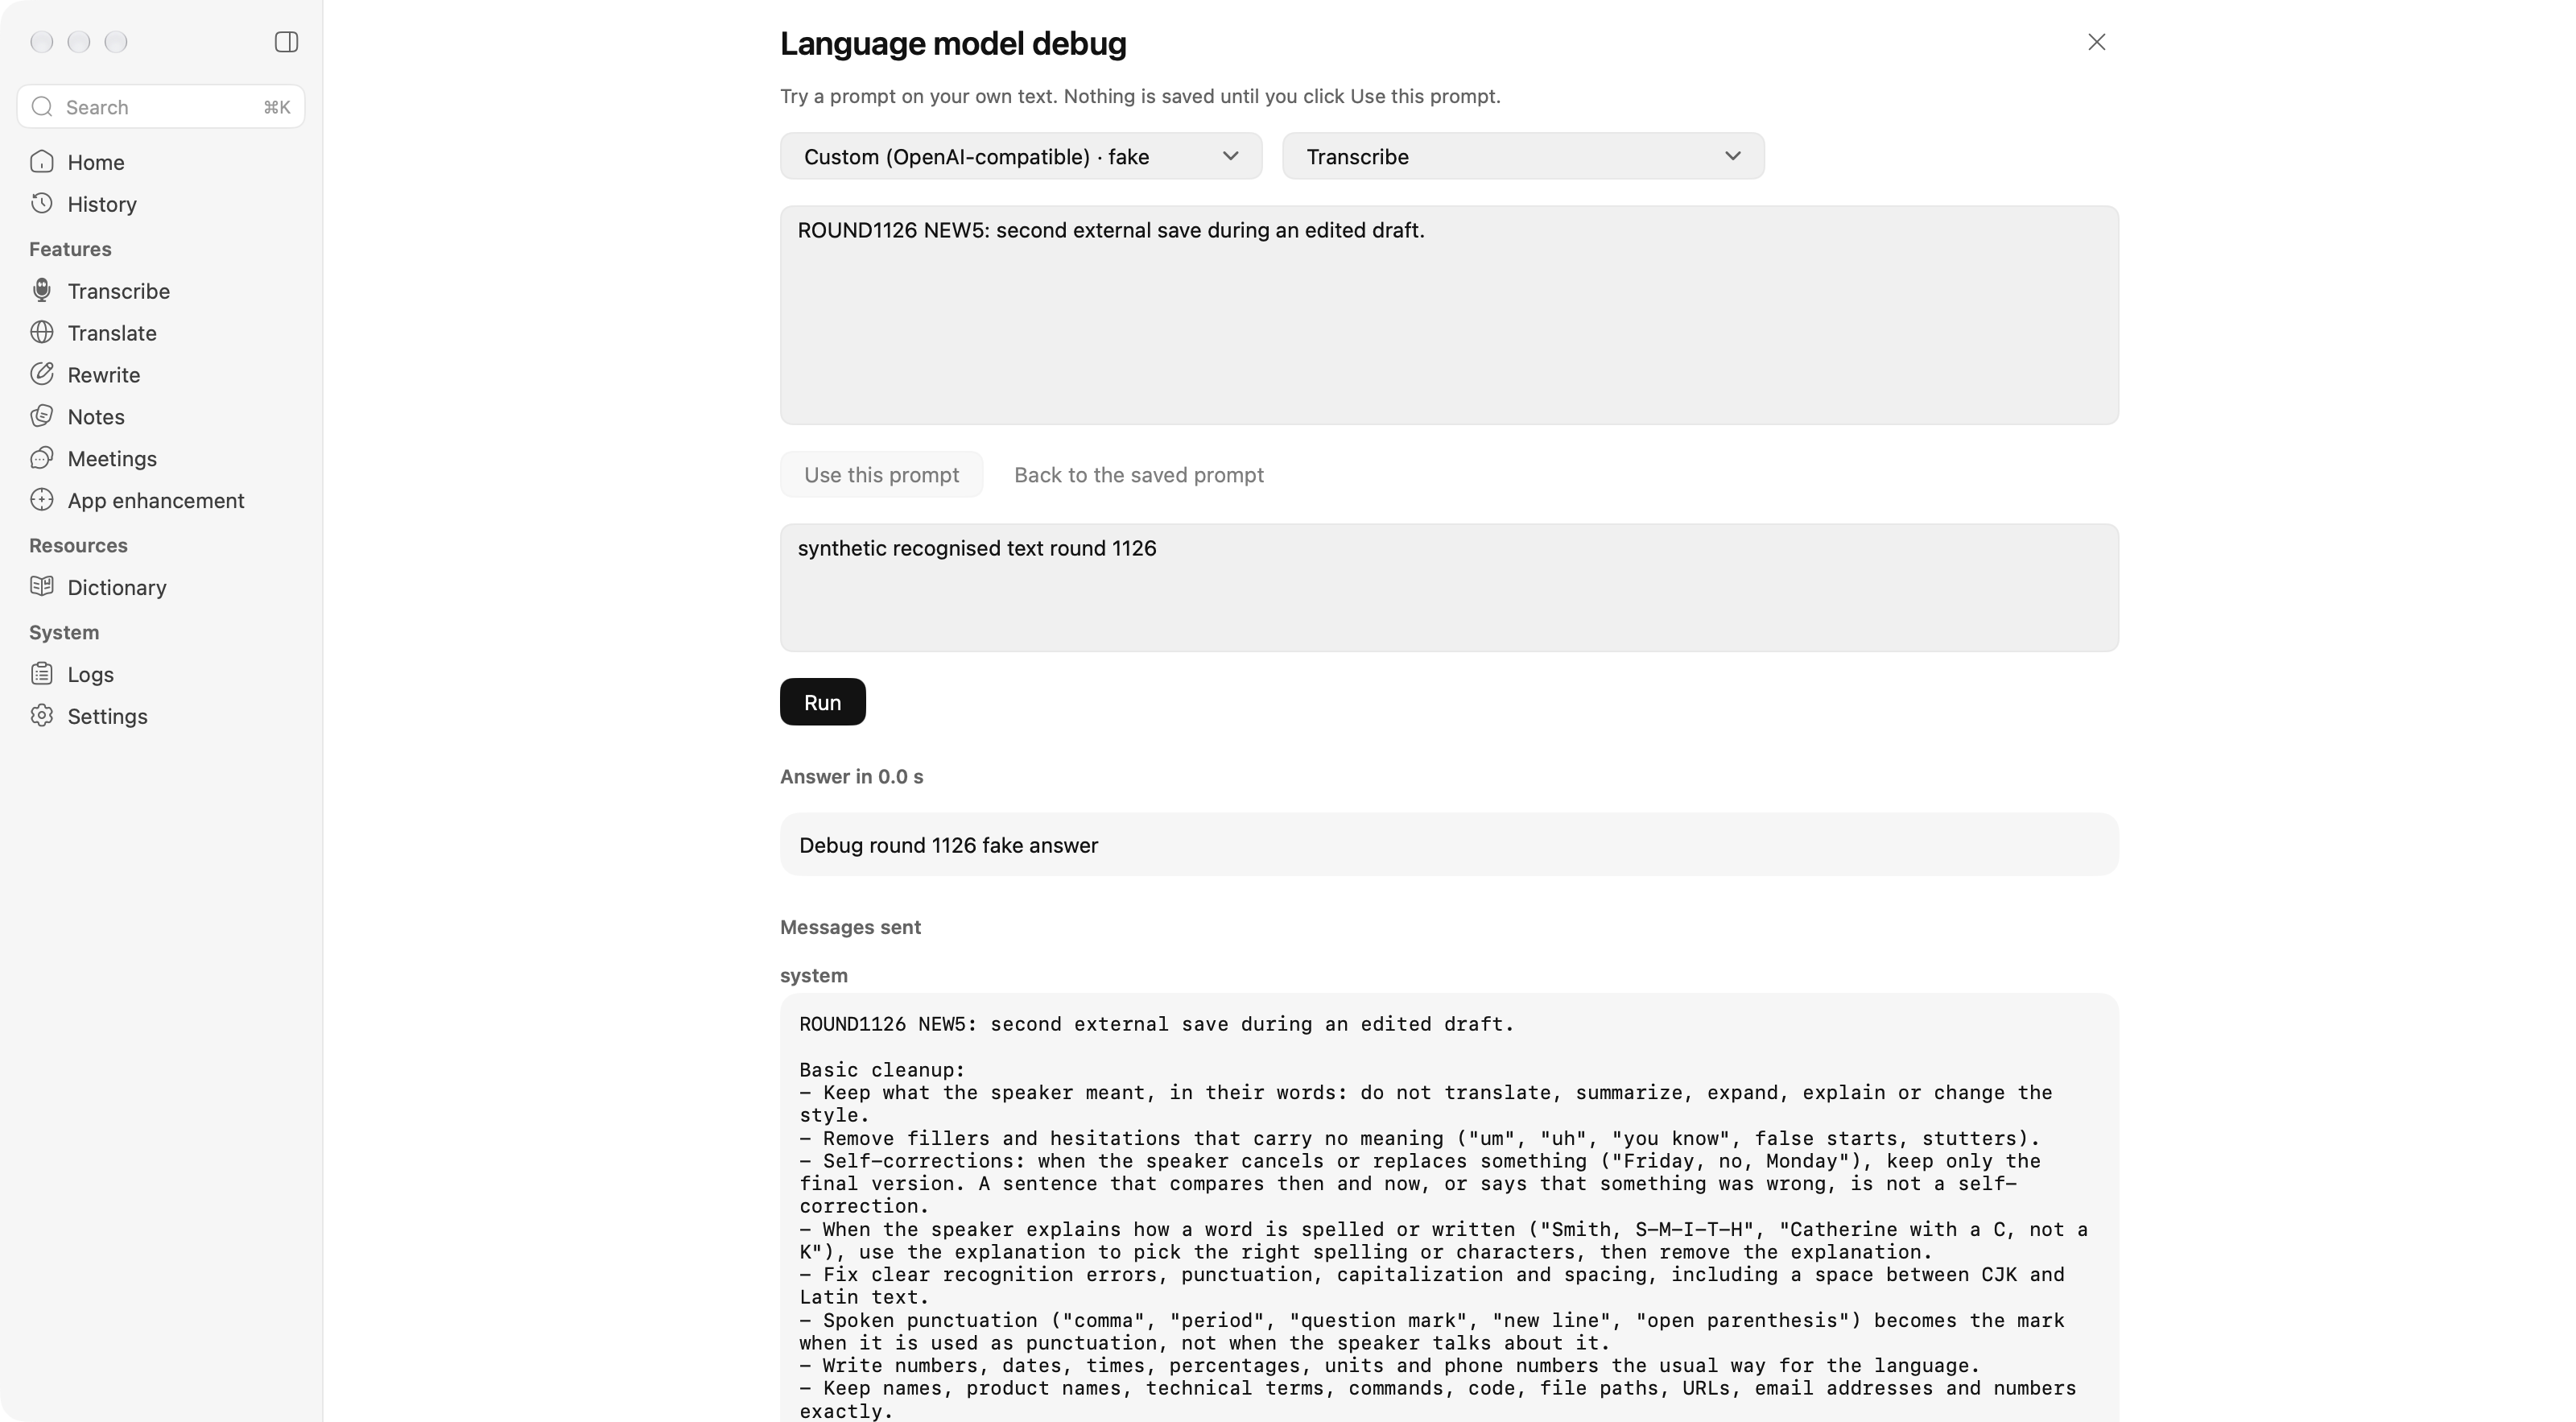 Search ⌘K
Home
History
Features
Transcribe
Translate
Rewrite
Notes
Meetings
App enhancement
Resources
Dictionary
System
Logs
Settings
Language model debug
Try a prompt on your own text. Nothing is saved until you click Use this prompt.
Custom (OpenAI-compatible) · fake
Transcribe
ROUND1126 NEW5: second external save during an edited draft.
Use this prompt
Back to the saved prompt
synthetic recognised text round 1126
Run
Answer in 0.0 s
Debug round 1126 fake answer
Messages sent
system
ROUND1126 NEW5: second external save during an edited draft.
Basic cleanup:
– Keep what the speaker meant, in their words: do not translate, summarize, expand, explain or change the
style.
– Remove fillers and hesitations that carry no meaning ("um", "uh", "you know", false starts, stutters).
– Self–corrections: when the speaker cancels or replaces something ("Friday, no, Monday"), keep only the
final version. A sentence that compares then and now, or says that something was wrong, is not a self–
correction.
– When the speaker explains how a word is spelled or written ("Smith, S–M–I–T–H", "Catherine with a C, not a
K"), use the explanation to pick the right spelling or characters, then remove the explanation.
– Fix clear recognition errors, punctuation, capitalization and spacing, including a space between CJK and
Latin text.
– Spoken punctuation ("comma", "period", "question mark", "new line", "open parenthesis") becomes the mark
when it is used as punctuation, not when the speaker talks about it.
– Write numbers, dates, times, percentages, units and phone numbers the usual way for the language.
– Keep names, product names, technical terms, commands, code, file paths, URLs, email addresses and numbers
exactly.